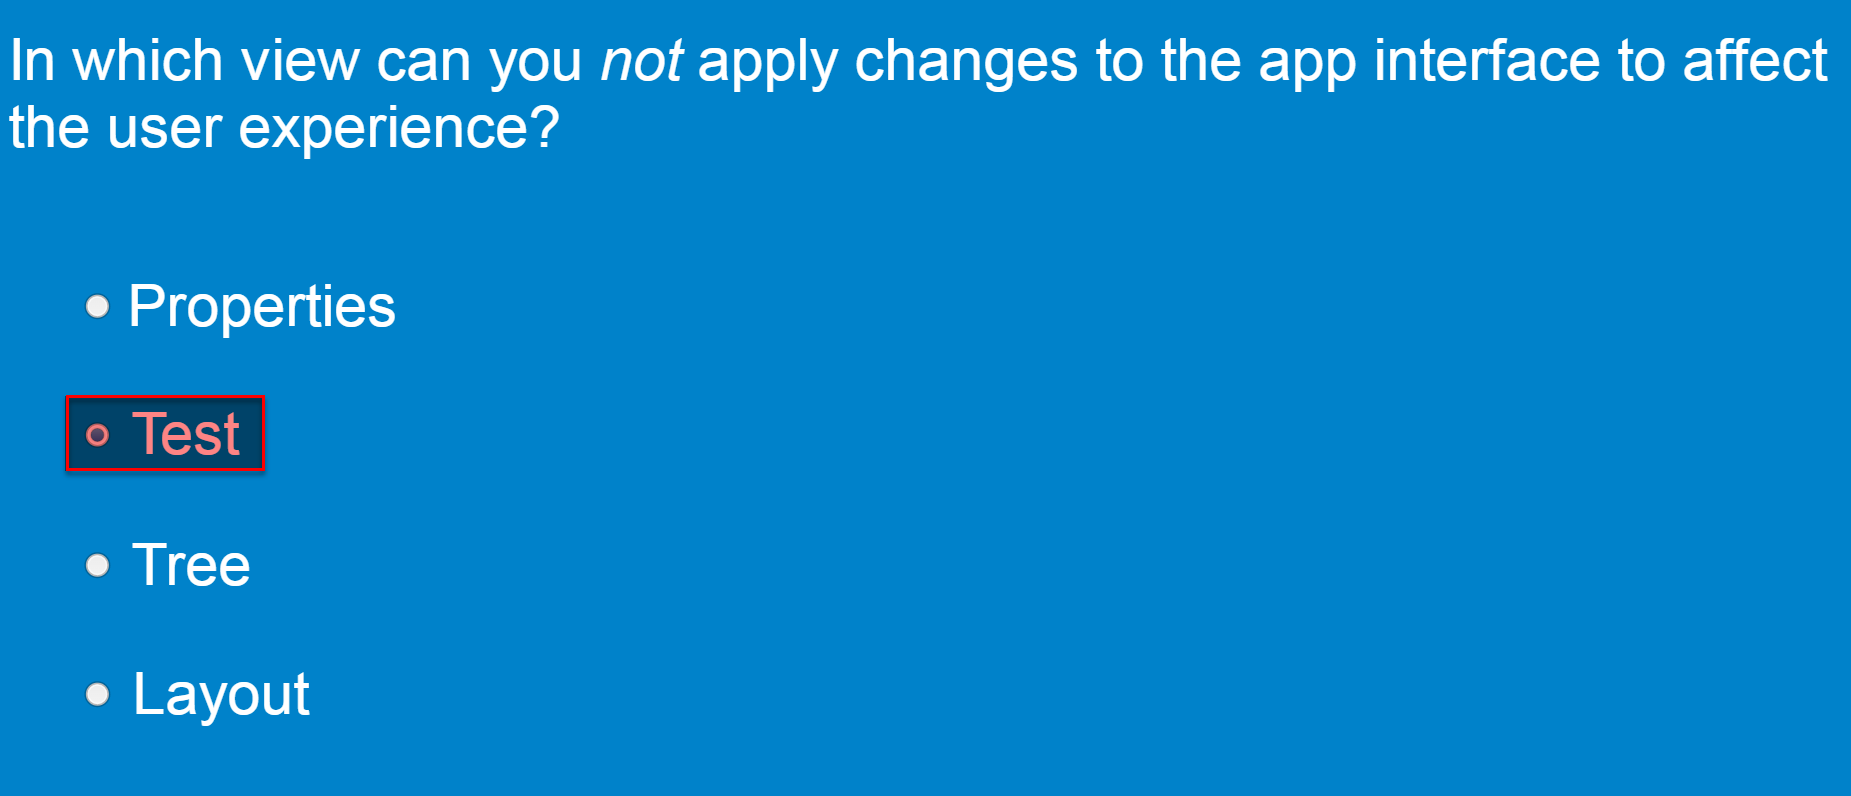 In which view can you not apply changes to the app interface to affect
the user experience?
Properties
Test
Tree
Layout